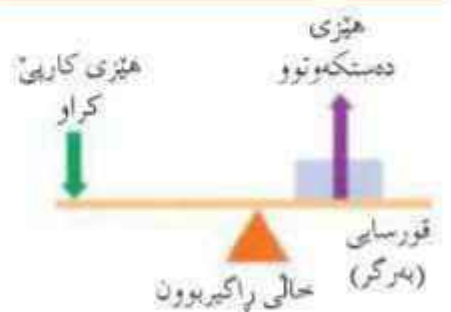 هێزی
دەستکەوتوو
هێزی کارپێ
کراو
قورسایی
(بەرگر)
خاڵی ڕاگیربوون